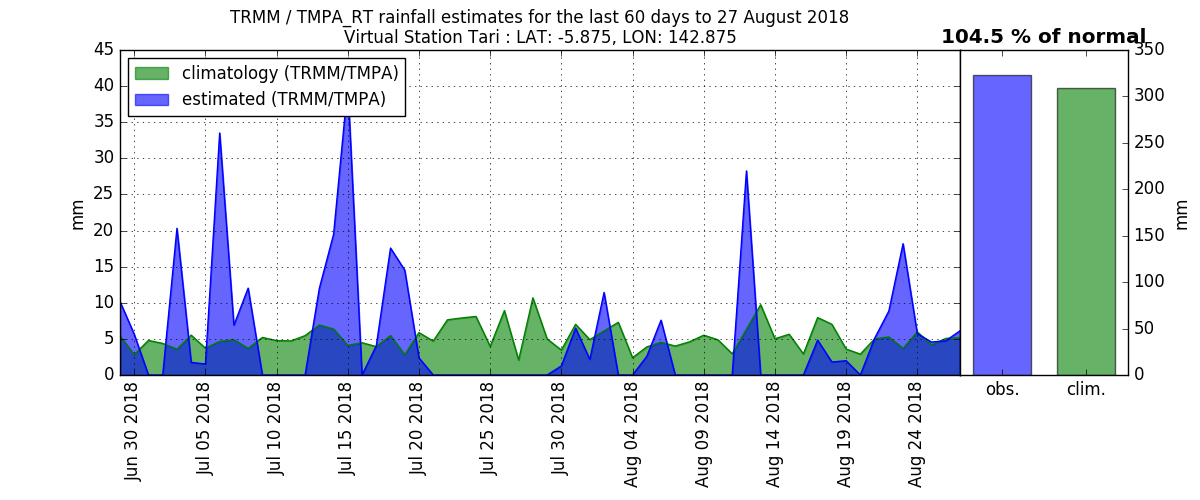 TRMM / TMPA_RT rainfall estimates for the last 60 days to 27 August 2018
Virtual Station Tari : LAT: -5.875, LON: 142.875
104.5 % of normal
climatology (TRMM/TMPA)
estimated (TRMM/TMPA)
45
40
35
30
25
20
15
10
5
0
mm
Jun 30 2018
Jul 05 2018
Jul 10 2018
Jul 15 2018
Jul 20 2018
Jul 25 2018
Jul 30 2018
Aug 04 2018
Aug 09 2018
Aug 14 2018
Aug 19 2018
Aug 24 2018
obs.
clim.
350
300
250
200
150
100
50
0
mm